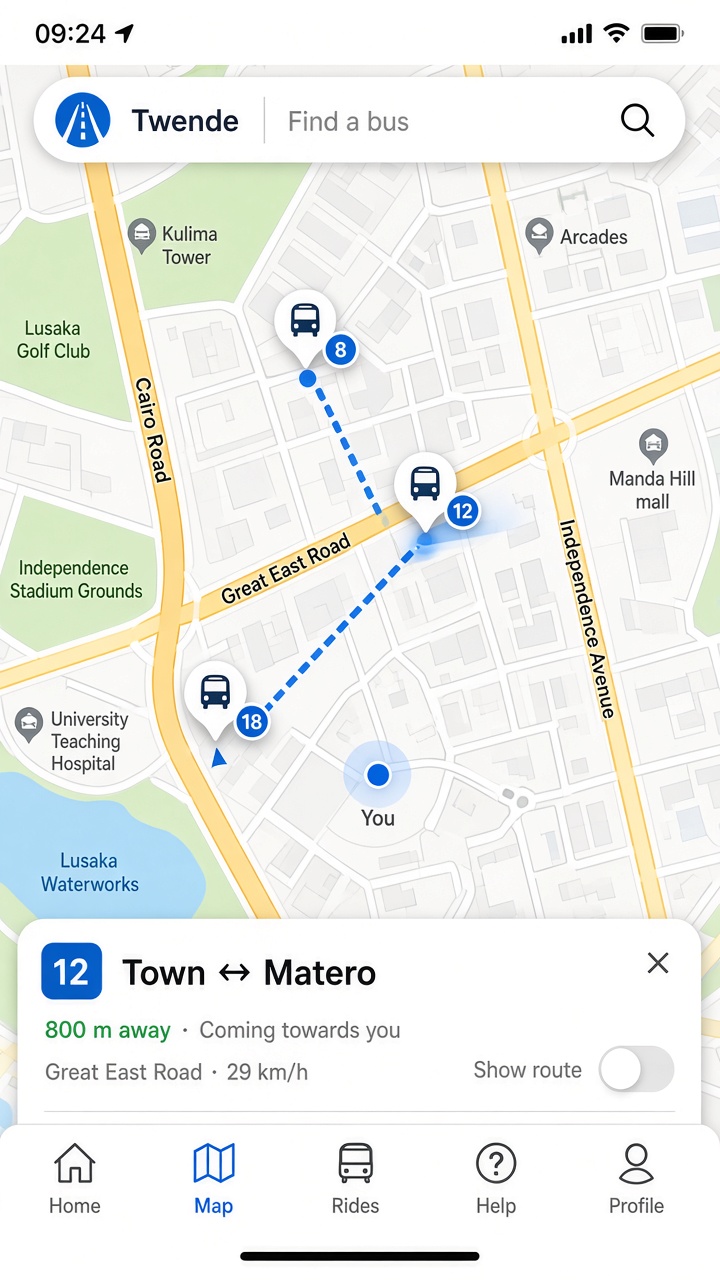 09:24
Twende
Find a bus
Kulima
Tower
Arcades
Lusaka
Golf Club
8
Cairo Road
Manda Hill
mall
12
Great East Road
Independence
Stadium Grounds
Independence Avenue
18
University
Teaching
Hospital
You
Lusaka
Waterworks
12 Town ↔ Matero
800 m away · Coming towards you
Great East Road · 29 km/h
Show route
Home
Map
Rides
Help
Profile